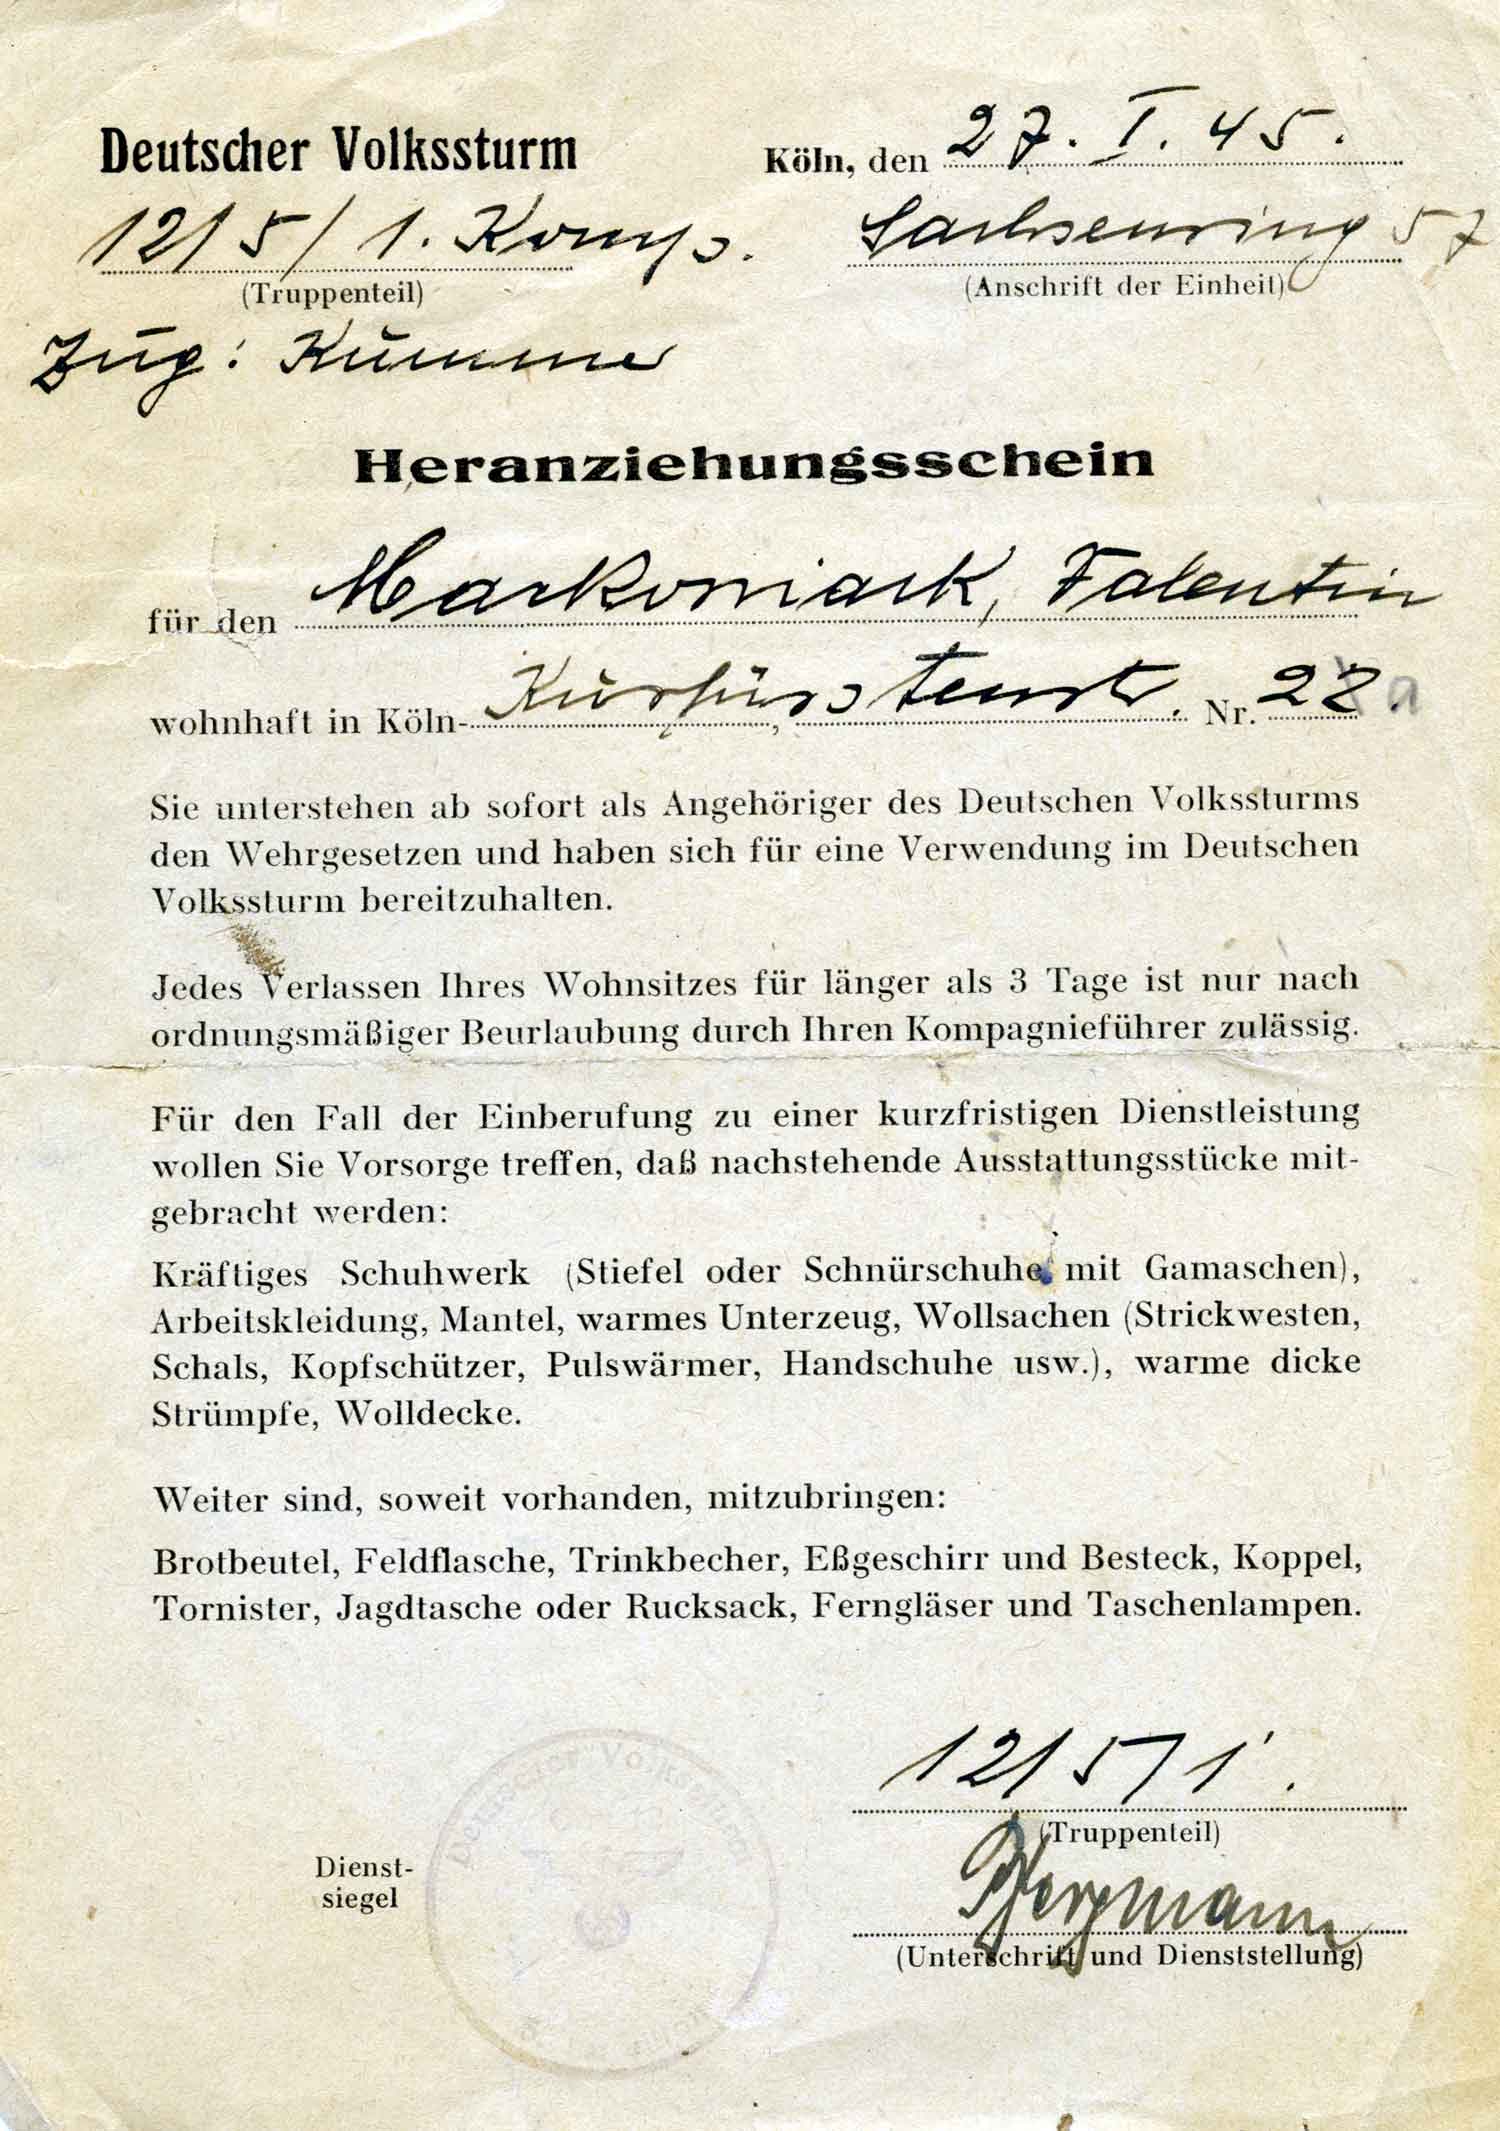 Deutscher Volkssturm
Köln, den 27. I. 45.
12/5/1. Komp.
Sachsenring 57
(Truppenteil)
(Anschrift der Einheit)
Zug: Kumme
Heranziehungsschein
für den Markoniack, Valentin
wohnhaft in Köln- Kurfürstenstr. Nr. 22 a
Sie unterstehen ab sofort als Angehöriger des Deutschen Volkssturms
den Wehrgesetzen und haben sich für eine Verwendung im Deutschen
Volkssturm bereitzuhalten.
Jedes Verlassen Ihres Wohnsitzes für länger als 3 Tage ist nur nach
ordnungsmäßiger Beurlaubung durch Ihren Kompagnieführer zulässig.
Für den Fall der Einberufung zu einer kurzfristigen Dienstleistung
wollen Sie Vorsorge treffen, daß nachstehende Ausstattungsstücke mit-
gebracht werden:
Kräftiges Schuhwerk (Stiefel oder Schnürschuhe mit Gamaschen),
Arbeitskleidung, Mantel, warmes Unterzeug, Wollsachen (Strickwesten,
Schals, Kopfschützer, Pulswärmer, Handschuhe usw.), warme dicke
Strümpfe, Wolldecke.
Weiter sind, soweit vorhanden, mitzubringen:
Brotbeutel, Feldflasche, Trinkbecher, Eßgeschirr und Besteck, Koppel,
Tornister, Jagdtasche oder Rucksack, Ferngläser und Taschenlampen.
12/5/1.
(Truppenteil)
Dienst-
siegel
Deutscher Volkssturm
Bergmann
(Unterschrift und Dienststellung)